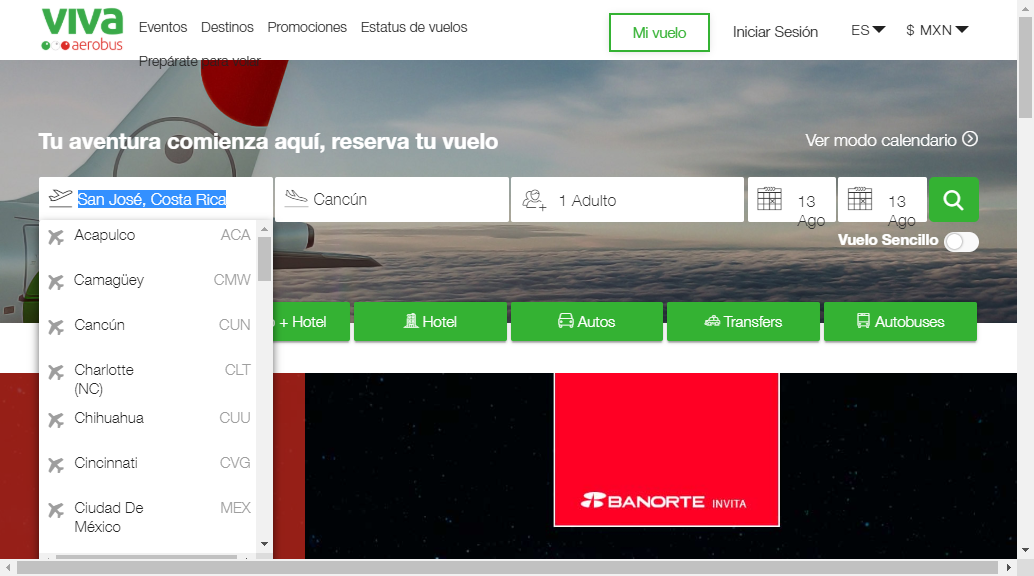 viva
aerobus
Eventos Destinos Promociones Estatus de vuelos
Prepárate para volar
Mi vuelo
Iniciar Sesión
ES
$ MXN
Tu aventura comienza aquí, reserva tu vuelo
Ver modo calendario
San José, Costa Rica
Cancún
1 Adulto
13
Ago
13
Ago
Vuelo Sencillo
Acapulco ACA
Camagüey CMW
Cancún CUN
Charlotte CLT
(NC)
Chihuahua CUU
Cincinnati CVG
Ciudad De MEX
México
+ Hotel
Hotel
Autos
Transfers
Autobuses
BANORTE INVITA